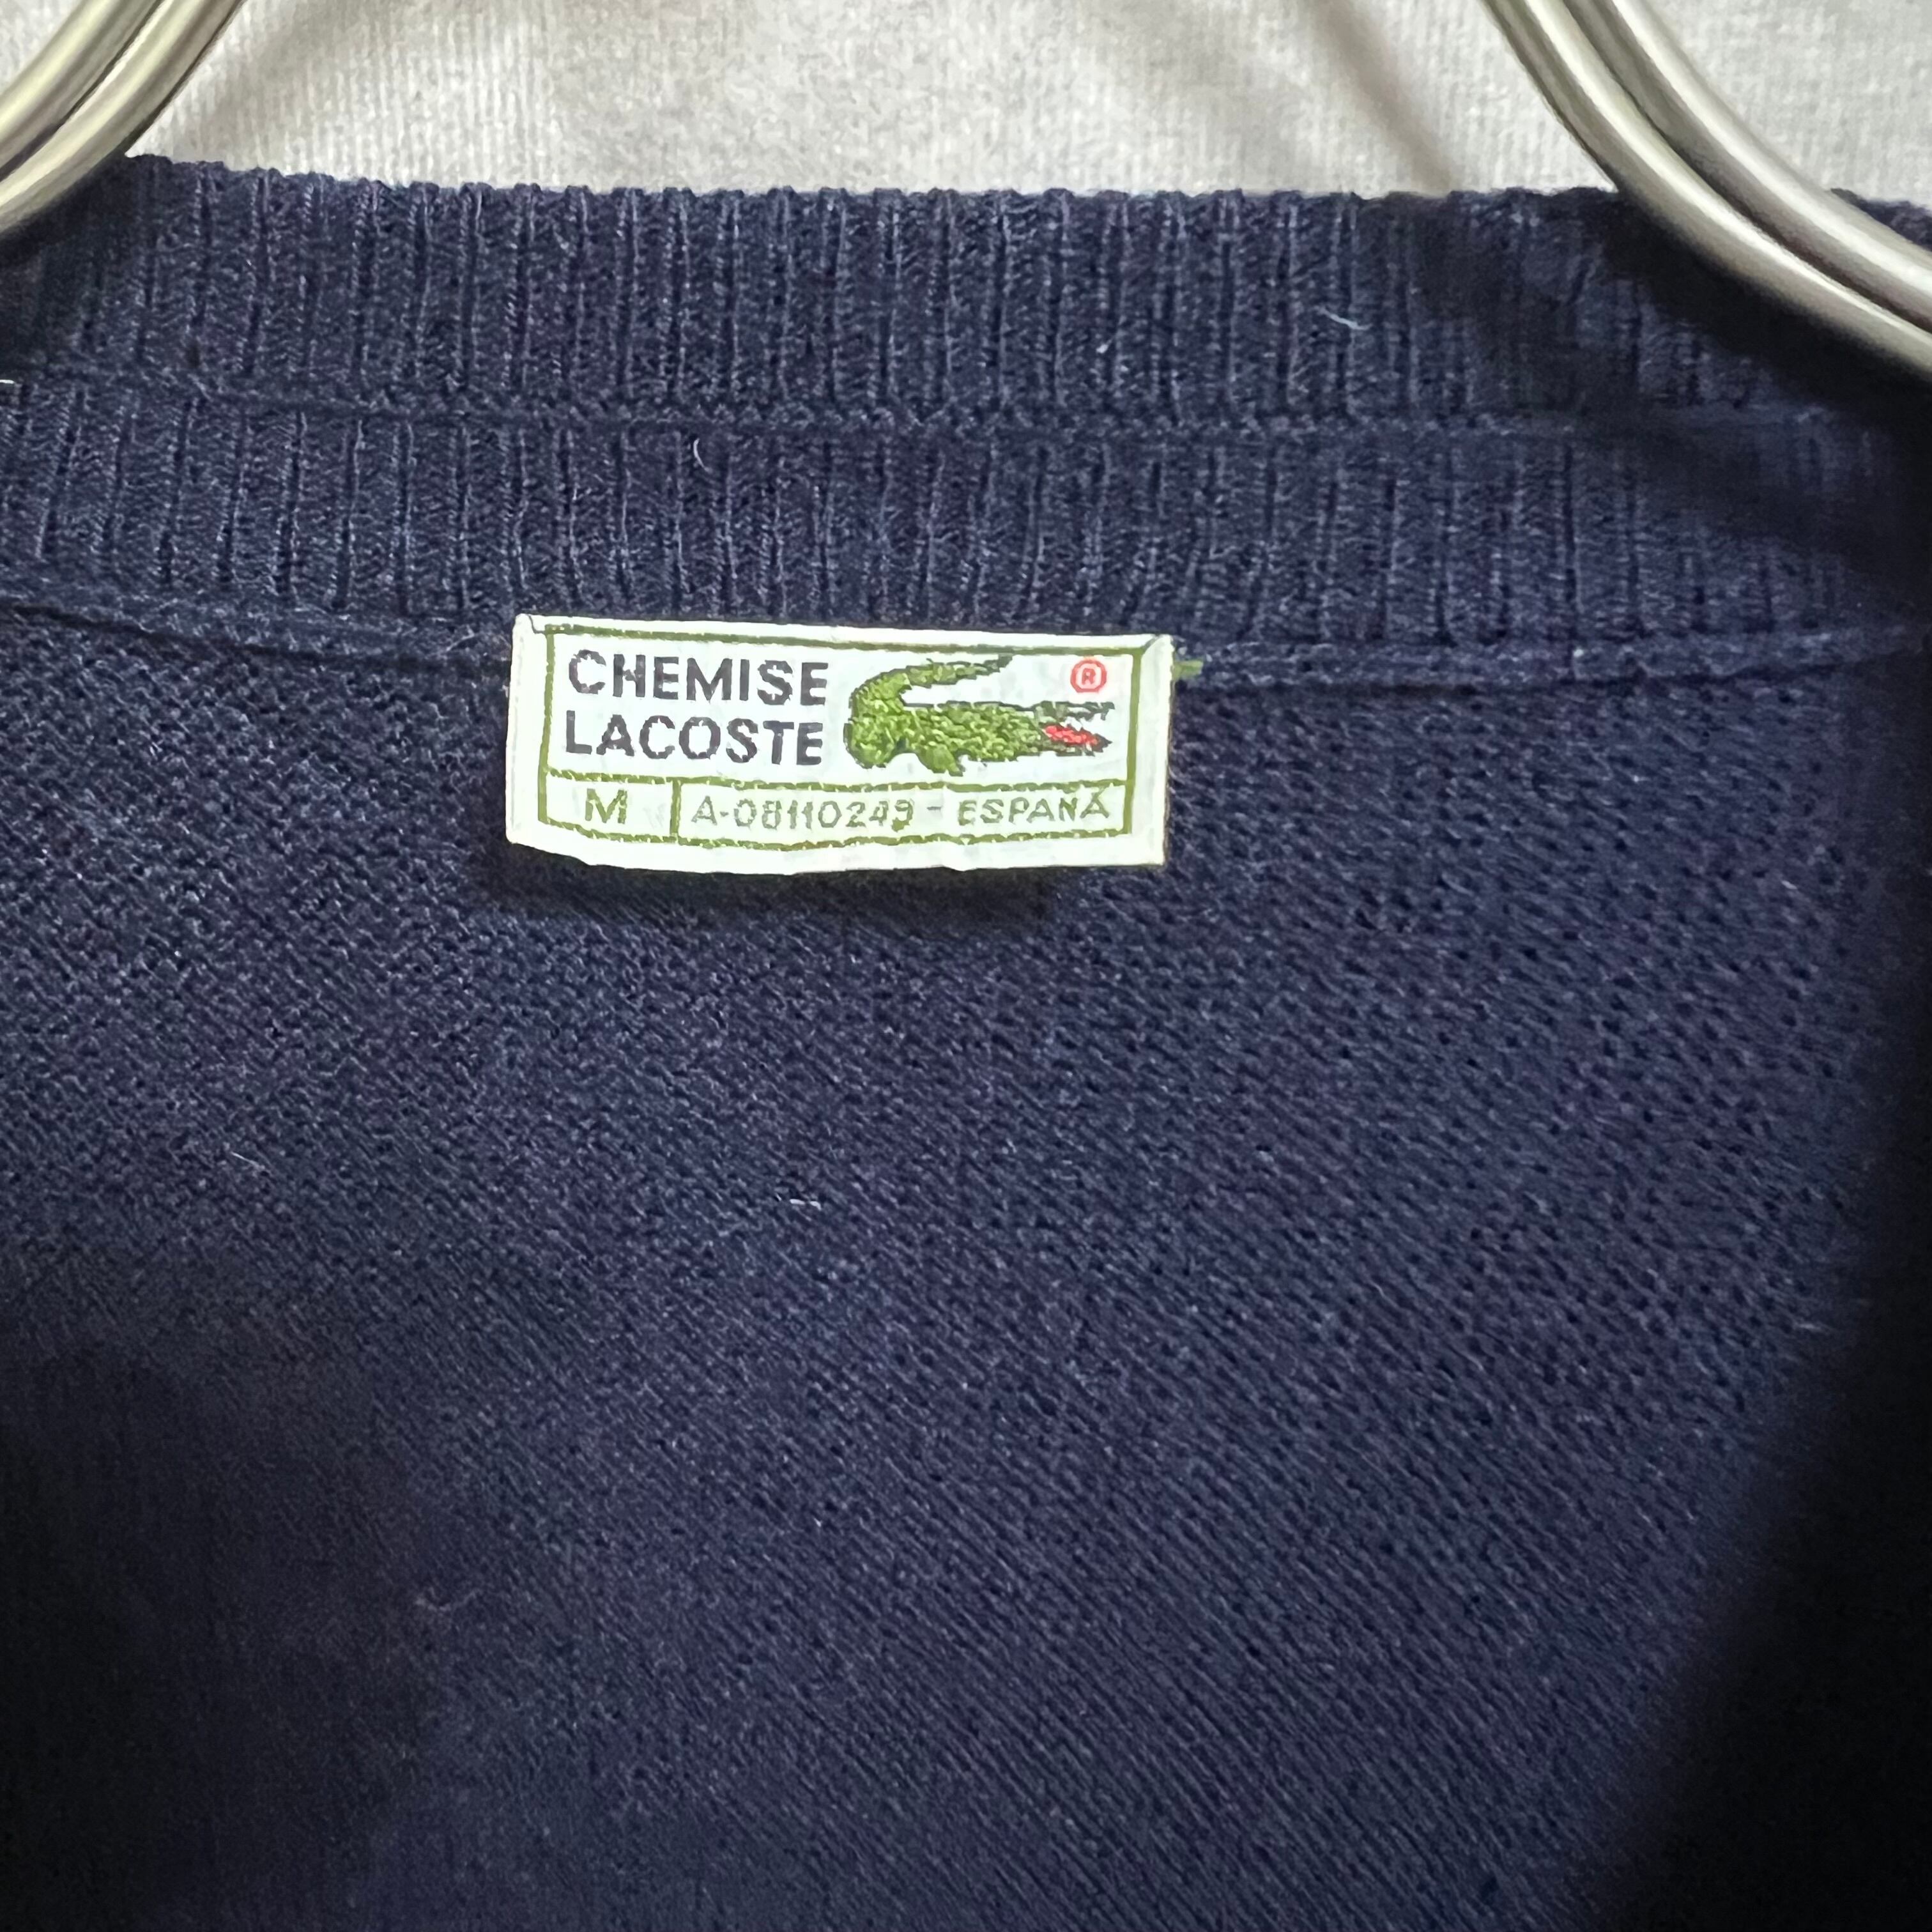 CHEMISE
LACOSTE
®
M A-08110249 - ESPAÑA